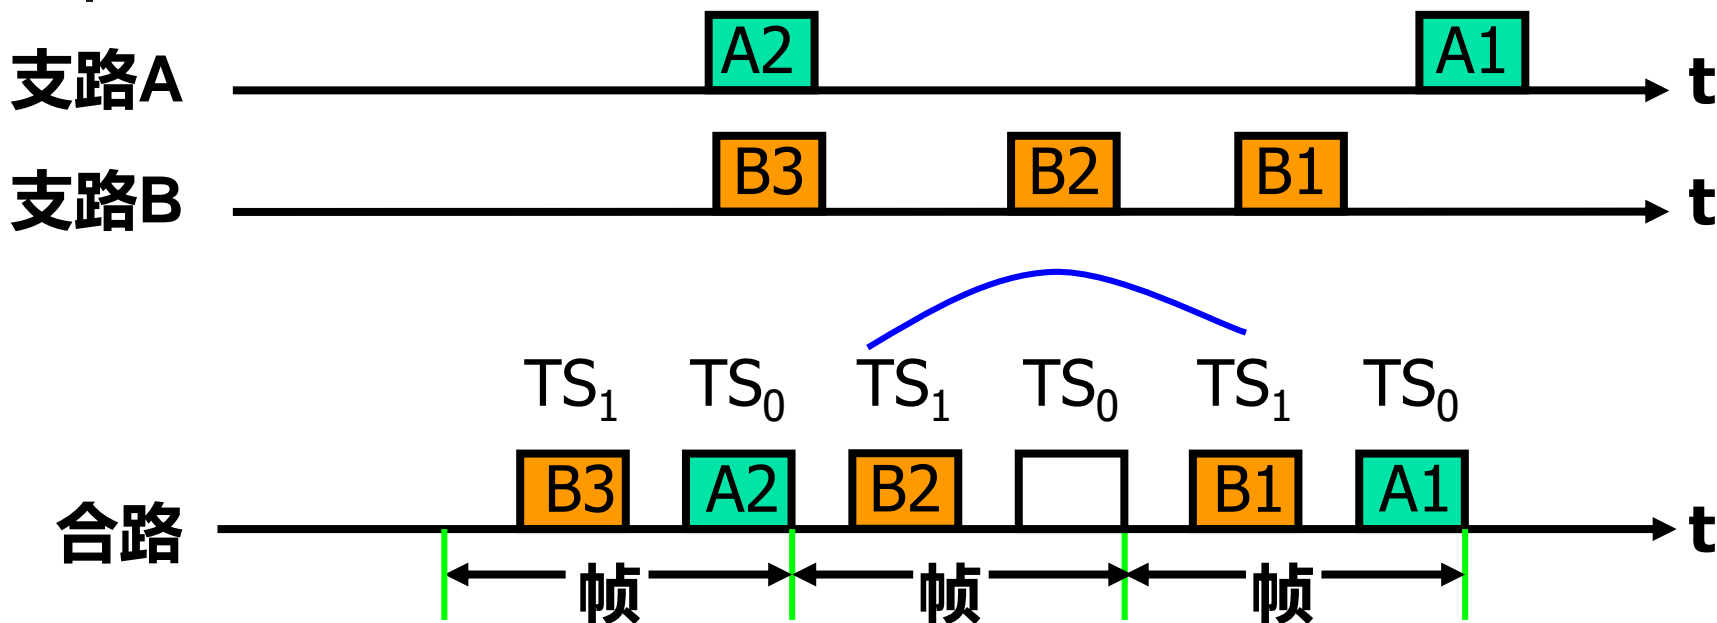 支路A A2 A1 t
支路B B3 B2 B1 t
TS₁ TS₀ TS₁ TS₀ TS₁ TS₀
合路 B3 A2 B2 B1 A1 t
帧 帧 帧